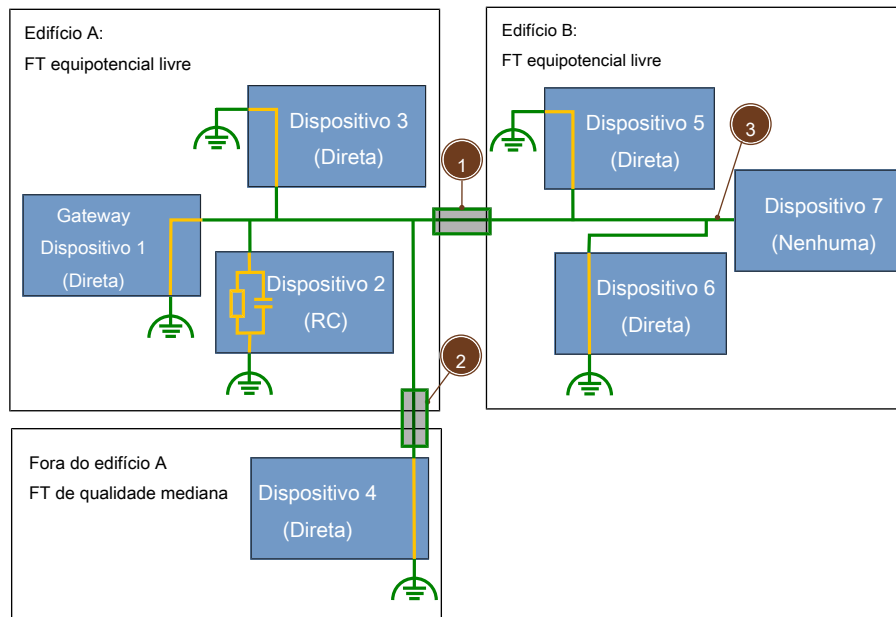 Edifício A:
FT equipotencial livre
Dispositivo 3
(Direta)
Gateway
Dispositivo 1
(Direta)
Dispositivo 2
(RC)
1
2
Edifício B:
FT equipotencial livre
Dispositivo 5
(Direta)
3
Dispositivo 7
(Nenhuma)
Dispositivo 6
(Direta)
Fora do edifício A
FT de qualidade mediana
Dispositivo 4
(Direta)